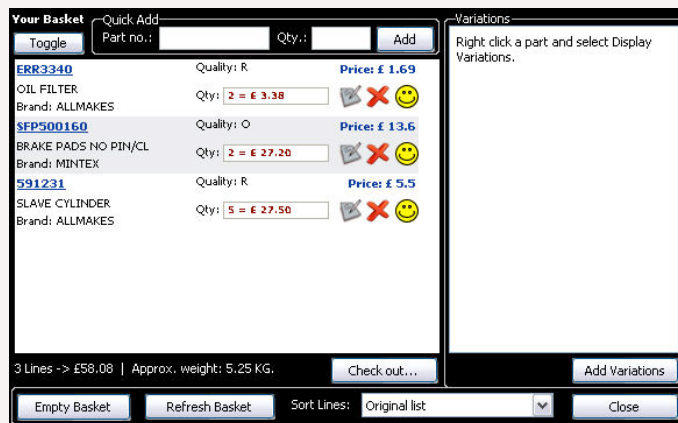 Your Basket
Quick Add
Toggle
Part no.:
Qty.:
Add
ERR3340
Quality: R
Price: £ 1.69
OIL FILTER
Qty: 2 = £ 3.38
Brand: ALLMAKES
SFP500160
Quality: O
Price: £ 13.6
BRAKE PADS NO PIN/CL
Qty: 2 = £ 27.20
Brand: MINTEX
591231
Quality: R
Price: £ 5.5
SLAVE CYLINDER
Qty: 5 = £ 27.50
Brand: ALLMAKES
3 Lines -> £58.08 | Approx. weight: 5.25 KG.
Check out...
Variations
Right click a part and select Display
Variations.
Add Variations
Empty Basket
Refresh Basket
Sort Lines:
Original list
Close